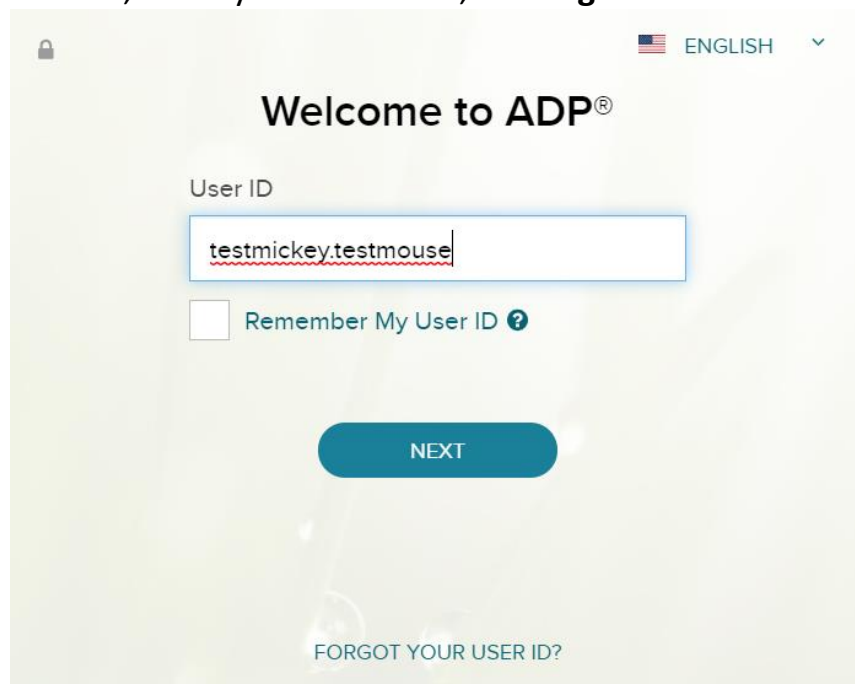 ENGLISH
Welcome to ADP®
User ID
testmickey.testmouse
Remember My User ID ?
NEXT
FORGOT YOUR USER ID?